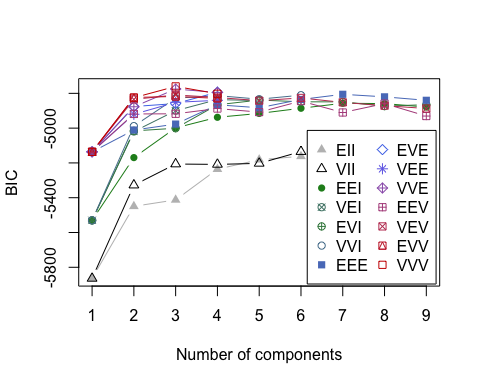 BIC
-5000
-5400
-5800
EII EVE
VII VEE
EEI VVE
VEI EEV
EVI VEV
VVI EVV
EEE VVV
1 2 3 4 5 6 7 8 9
Number of components